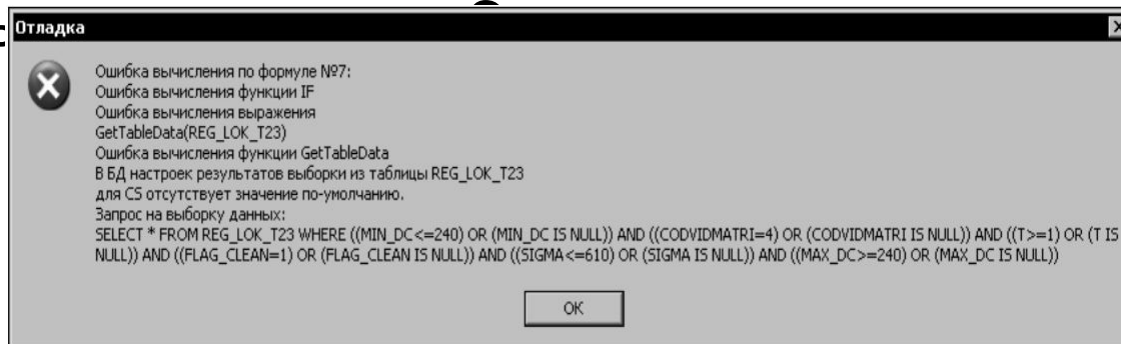 Отладка
Ошибка вычисления по формуле №7:
Ошибка вычисления функции IF
Ошибка вычисления выражения
GetTableData(REG_LOK_T23)
Ошибка вычисления функции GetTableData
В БД настроек результатов выборки из таблицы REG_LOK_T23
для CS отсутствует значение по-умолчанию.
Запрос на выборку данных:
SELECT * FROM REG_LOK_T23 WHERE ((MIN_DC<=240) OR (MIN_DC IS NULL)) AND ((CODVIDMATRI=4) OR (CODVIDMATRI IS NULL)) AND ((T>=1) OR (T IS
NULL)) AND ((FLAG_CLEAN=1) OR (FLAG_CLEAN IS NULL)) AND ((SIGMA<=610) OR (SIGMA IS NULL)) AND ((MAX_DC>=240) OR (MAX_DC IS NULL))
OK